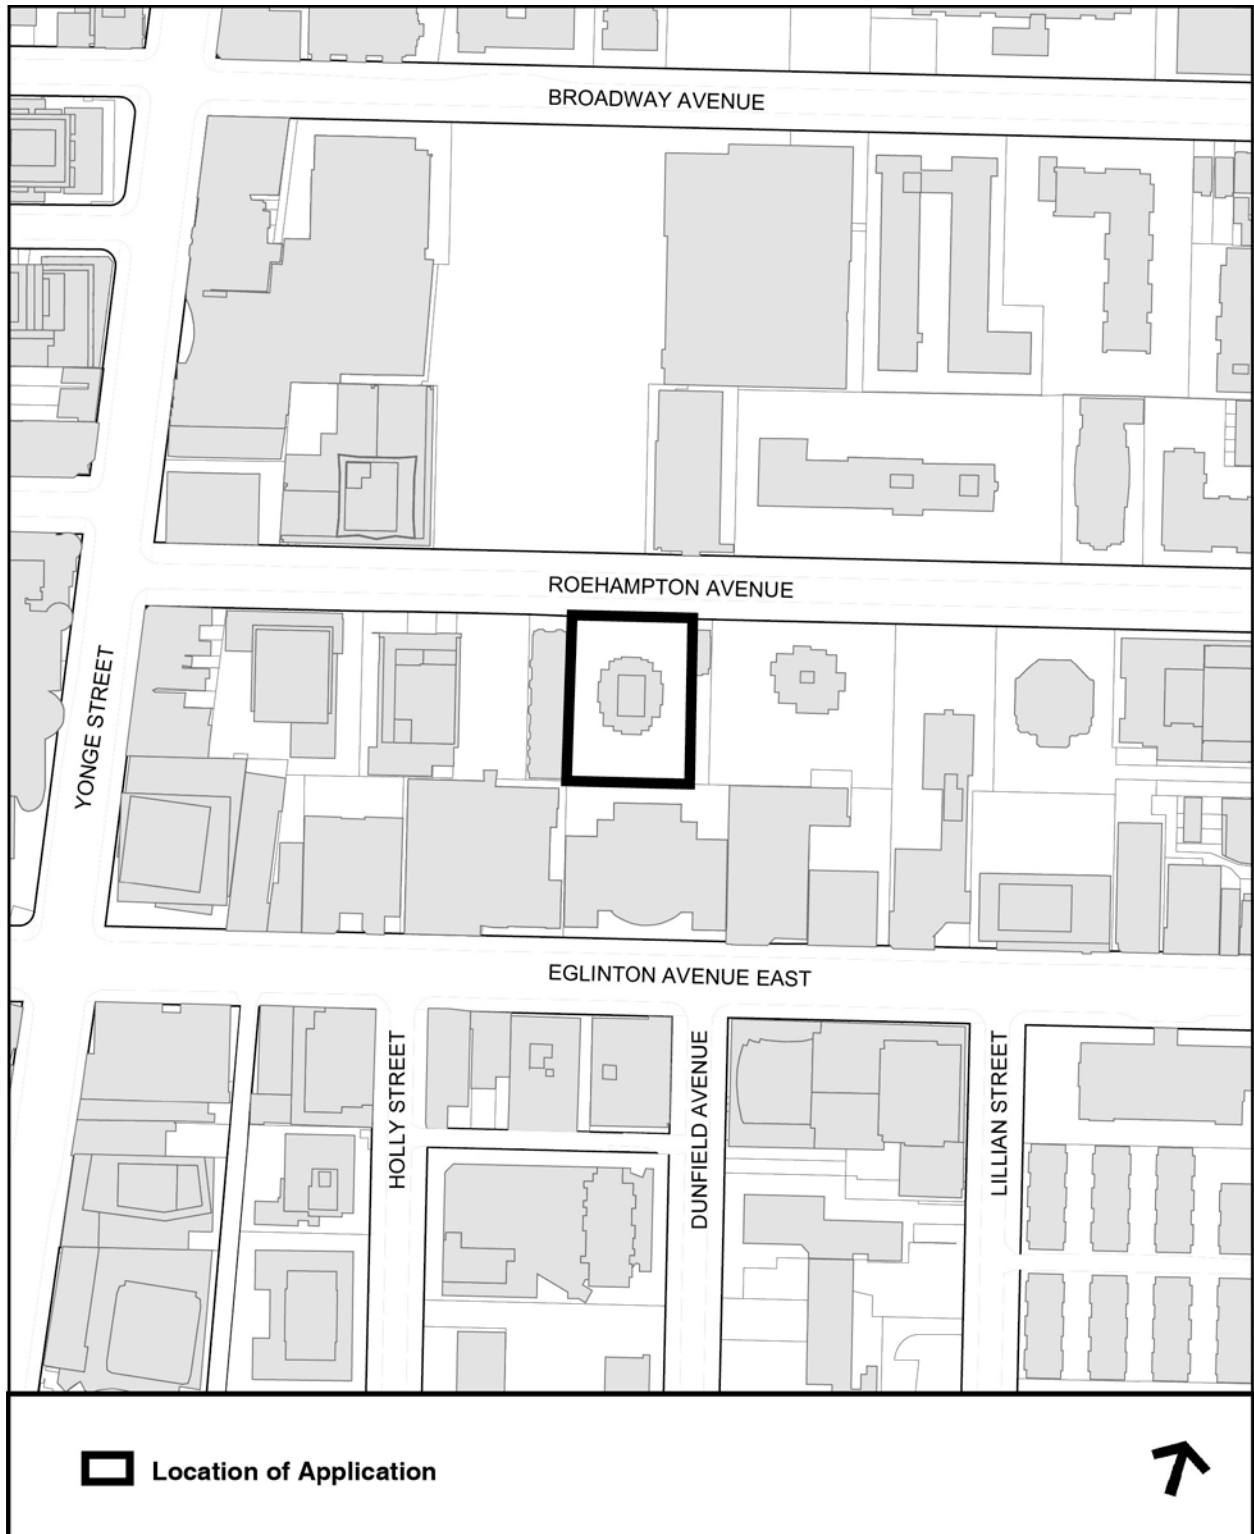 BROADWAY AVENUE
ROEHAMPTON AVENUE
YONGE STREET
EGLINTON AVENUE EAST
HOLLY STREET
DUNFIELD AVENUE
LILLIAN STREET
Location of Application